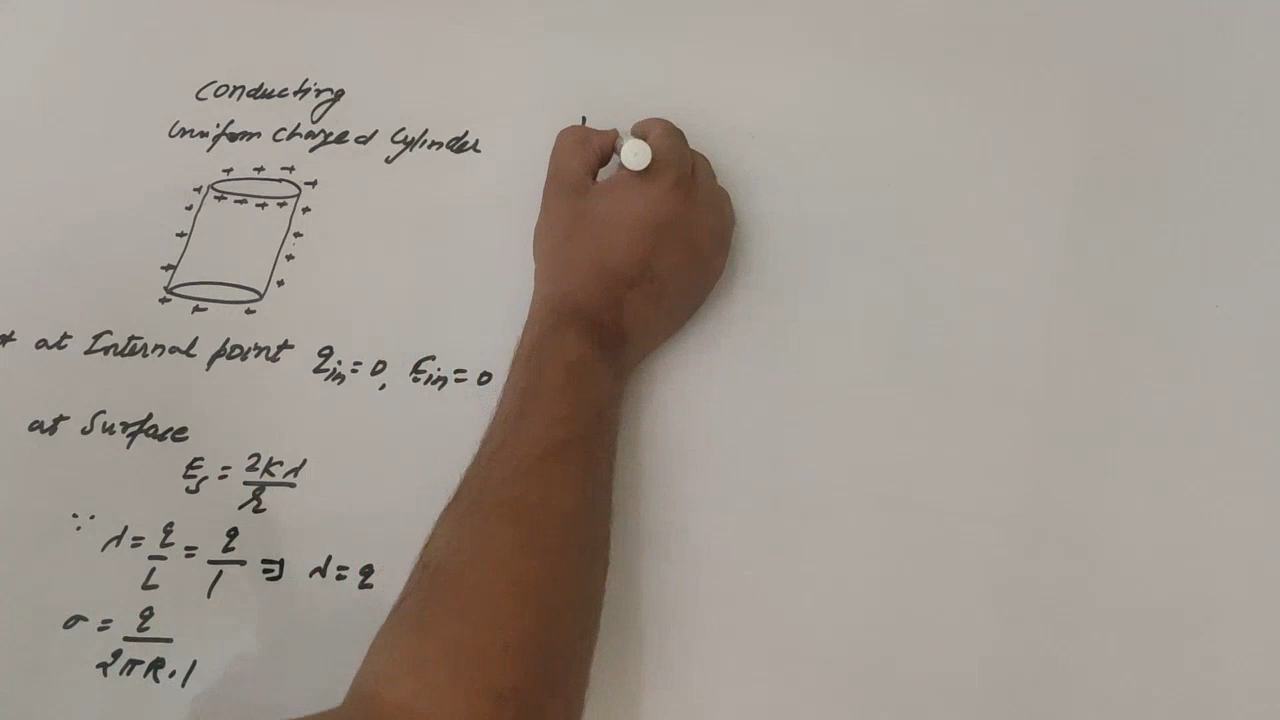 Conducting
Uniform Charged Cylinder
* at Internal point q_in = 0, E_in = 0
at Surface
E_s = 2Kλ/r
∵ λ = q/L = q/1 ⇒ λ = q
σ = q/2πR.1